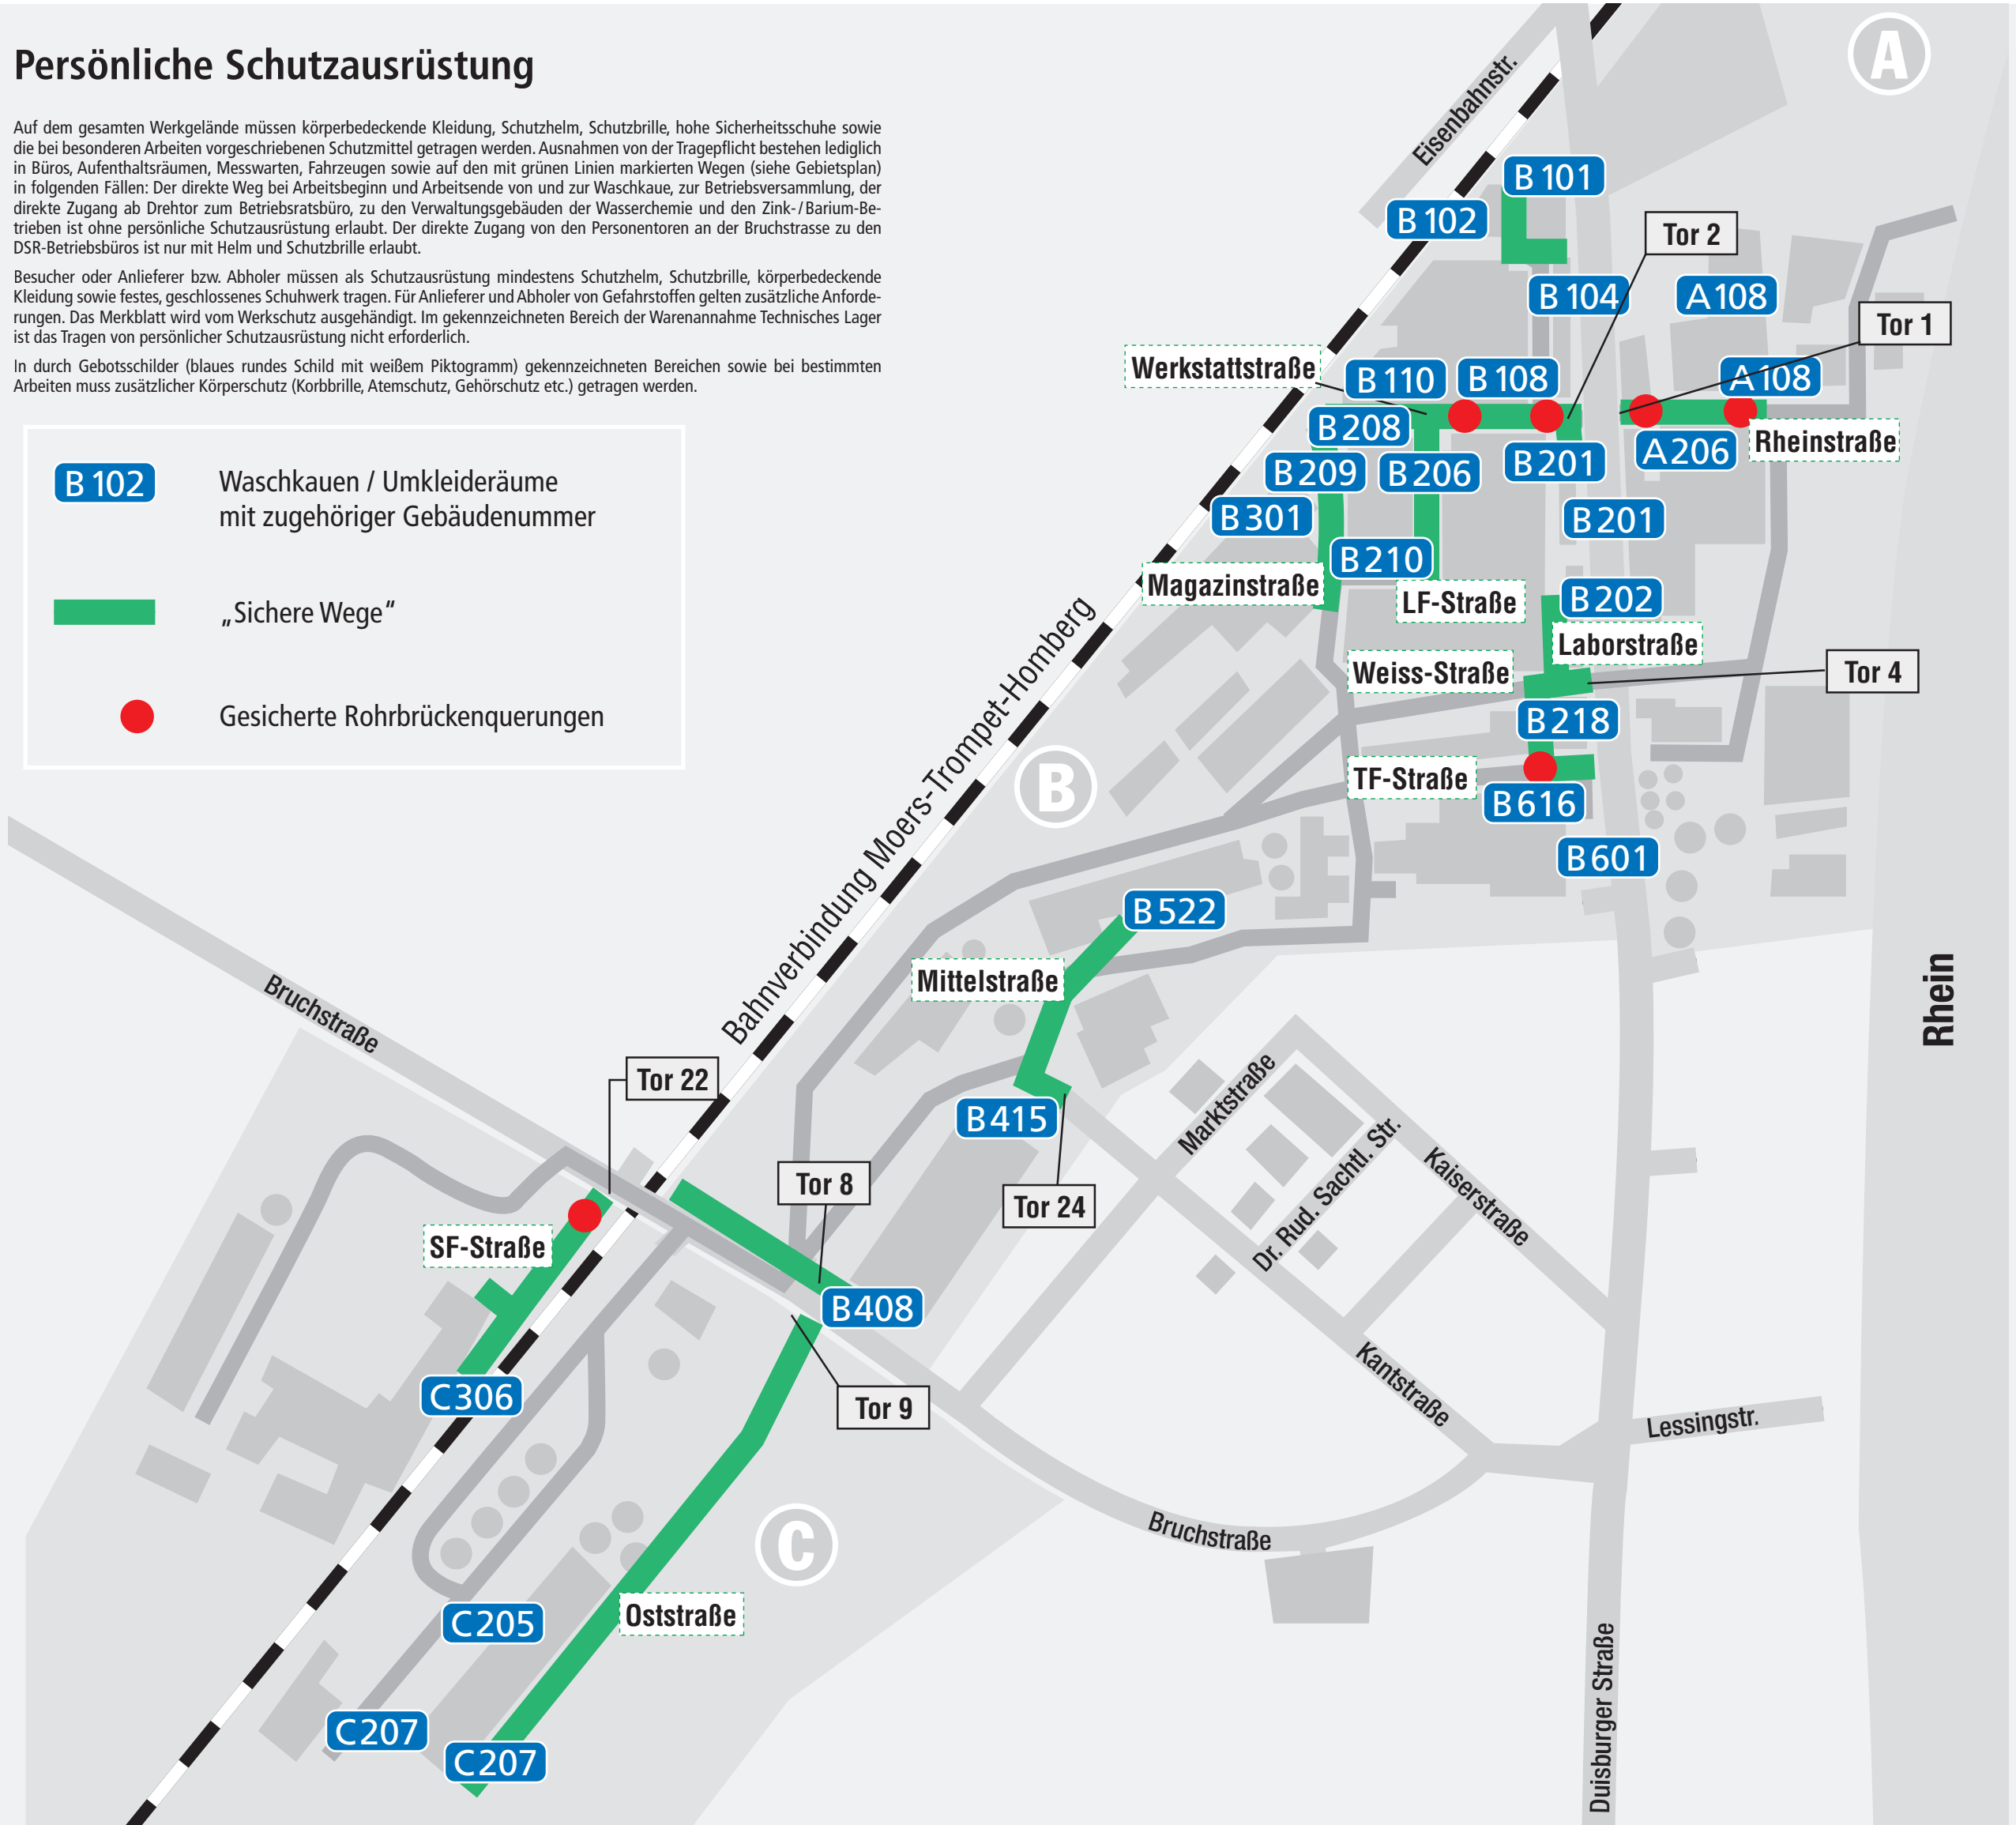 Persönliche Schutzausrüstung
Auf dem gesamten Werkgelände müssen körperbedeckende Kleidung, Schutzhelm, Schutzbrille, hohe Sicherheitsschuhe sowie
die bei besonderen Arbeiten vorgeschriebenen Schutzmittel getragen werden. Ausnahmen von der Tragepflicht bestehen lediglich
in Büros, Aufenthaltsräumen, Messwarten, Fahrzeugen sowie auf den mit grünen Linien markierten Wegen (siehe Gebietsplan)
in folgenden Fällen: Der direkte Weg bei Arbeitsbeginn und Arbeitsende von und zur Waschkaue, zur Betriebsversammlung, der
direkte Zugang ab Drehtor zum Betriebsratsbüro, zu den Verwaltungsgebäuden der Wasserchemie und den Zink-/Barium-Be-
trieben ist ohne persönliche Schutzausrüstung erlaubt. Der direkte Zugang von den Personentoren an der Bruchstrasse zu den
DSR-Betriebsbüros ist nur mit Helm und Schutzbrille erlaubt.
Besucher oder Anlieferer bzw. Abholer müssen als Schutzausrüstung mindestens Schutzhelm, Schutzbrille, körperbedeckende
Kleidung sowie festes, geschlossenes Schuhwerk tragen. Für Anlieferer und Abholer von Gefahrstoffen gelten zusätzliche Anforde-
rungen. Das Merkblatt wird vom Werkschutz ausgehändigt. Im gekennzeichneten Bereich der Warenannahme Technisches Lager
ist das Tragen von persönlicher Schutzausrüstung nicht erforderlich.
In durch Gebotsschilder (blaues rundes Schild mit weißem Piktogramm) gekennzeichneten Bereichen sowie bei bestimmten
Arbeiten muss zusätzlicher Körperschutz (Korbbrille, Atemschutz, Gehörschutz etc.) getragen werden.
B 102
Waschkauen / Umkleideräume
mit zugehöriger Gebäudenummer
„Sichere Wege“
Gesicherte Rohrbrückenquerungen
A
Eisenbahnstr.
B 101
B 102
Tor 2
B 104
A 108
Tor 1
Werkstattstraße
B 110
B 108
A 108
B 208
Rheinstraße
A 206
B 209
B 206
B 201
B 301
B 201
B 210
Magazinstraße
LF-Straße
B 202
Laborstraße
Weiss-Straße
Tor 4
B 218
TF-Straße
B 616
B 601
B
Bahnverbindung Moers-Trompet-Homberg
B 522
Mittelstraße
Rhein
Bruchstraße
Tor 22
B 415
Marktstraße
Tor 8
Tor 24
Dr. Rud. Sachtl. Str.
Kaiserstraße
SF-Straße
B 408
C 306
Tor 9
Kantstraße
Lessingstr.
C
Bruchstraße
C 205
Oststraße
Duisburger Straße
C 207
C 207